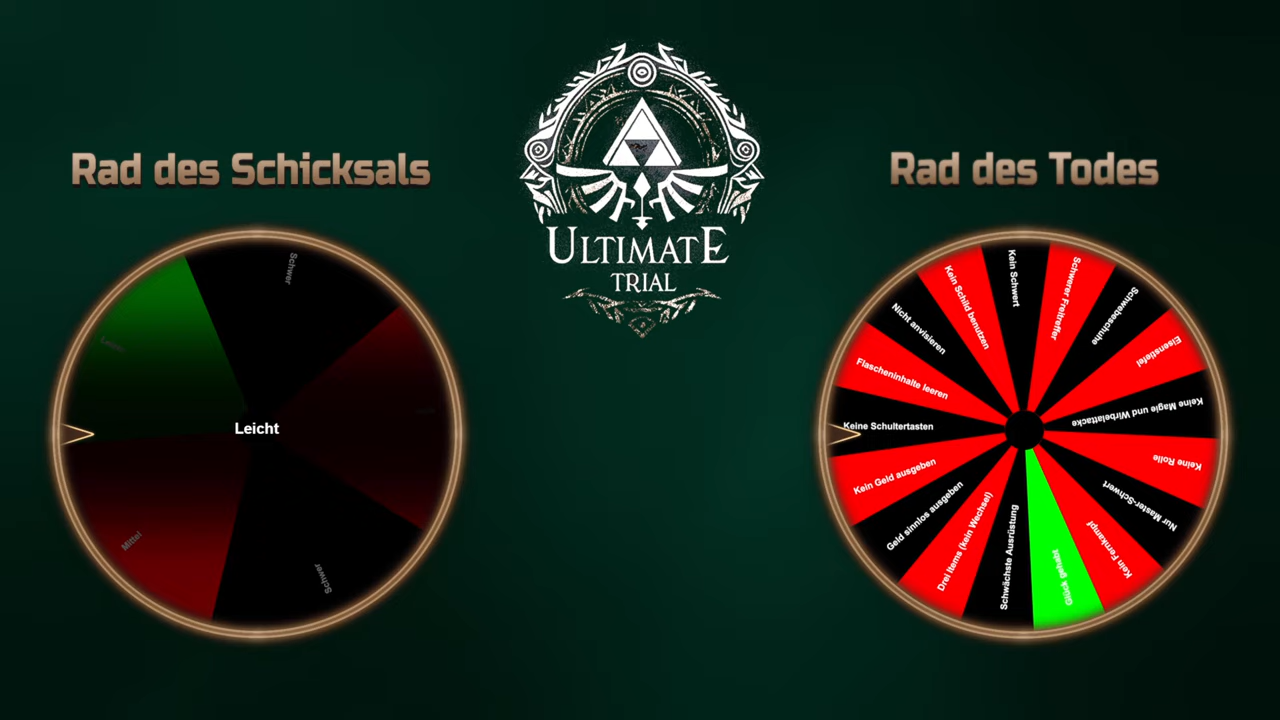 Rad des Schicksals
ULTIMATE
TRIAL
Rad des Todes
Schwer
Leicht
Mittel
Schwer
Kein Schwert
Schwerer Freitreffer
Schwebeschuhe
Eisenstiefel
Keine Magie und Wirbelattacke
Keine Rolle
Nur Master-Schwert
Kein Fernkampf
Glück gehabt
Schwächste Ausrüstung
Drei Items (kein Wechsel)
Geld sinnlos ausgeben
Kein Geld ausgeben
Keine Schultertasten
Flascheninhalte leeren
Nicht anvisieren
Kein Schild benutzen